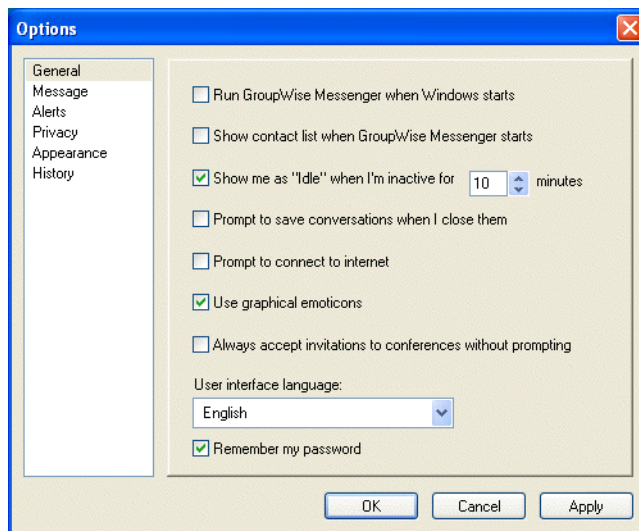 Options
General
Message
Alerts
Privacy
Appearance
History
Run GroupWise Messenger when Windows starts
Show contact list when GroupWise Messenger starts
Show me as "Idle" when I'm inactive for 10 minutes
Prompt to save conversations when I close them
Prompt to connect to internet
Use graphical emoticons
Always accept invitations to conferences without prompting
User interface language:
English
Remember my password
OK Cancel Apply